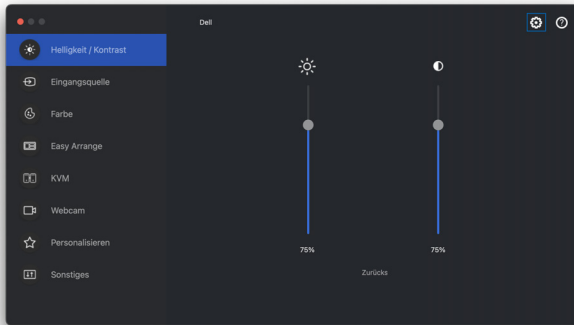 Dell
Helligkeit / Kontrast
Eingangsquelle
Farbe
Easy Arrange
KVM
Webcam
Personalisieren
Sonstiges
75%
75%
Zurücks